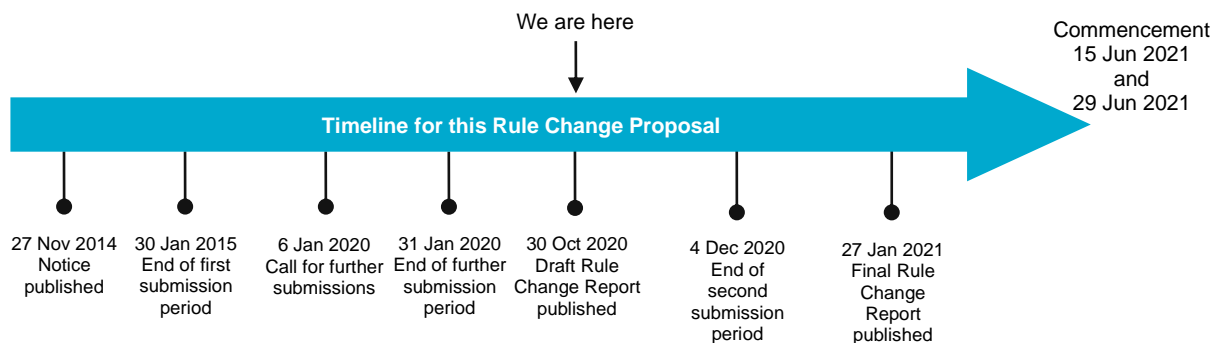 We are here
Commencement
15 Jun 2021
and
29 Jun 2021
Timeline for this Rule Change Proposal
27 Nov 2014
Notice
published
30 Jan 2015
End of first
submission
period
6 Jan 2020
Call for further
submissions
31 Jan 2020
End of further
submission
period
30 Oct 2020
Draft Rule
Change Report
published
4 Dec 2020
End of
second
submission
period
27 Jan 2021
Final Rule
Change
Report
published